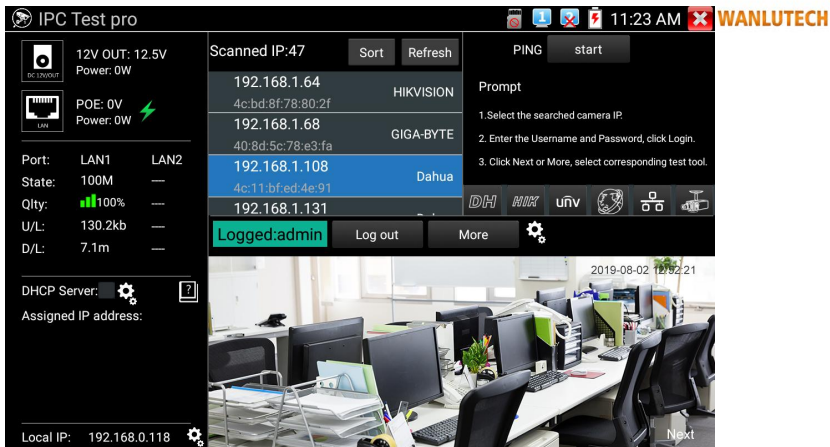 IPC Test pro
1
2
11:23 AM
WANLUTECH
DC 12V/OUT
12V OUT: 12.5V
Power: 0W
LAN
POE: 0V
Power: 0W
Port: LAN1 LAN2
State: 100M ----
Qlty: 100% ----
U/L: 130.2kb ----
D/L: 7.1m ----
DHCP Server:
?
Assigned IP address:
Local IP: 192.168.0.118
Scanned IP:47
Sort
Refresh
192.168.1.64
4c:bd:8f:78:80:2f
HIKVISION
192.168.1.68
40:8d:5c:78:e3:fa
GIGA-BYTE
192.168.1.108
4c:11:bf:ed:4e:91
Dahua
192.168.1.131
PING
start
Prompt
1.Select the searched camera IP.
2. Enter the Username and Password, click Login.
3. Click Next or More, select corresponding test tool.
DH
HIK
unv
Logged:admin
Log out
More
2019-08-02 12:52:21
Next